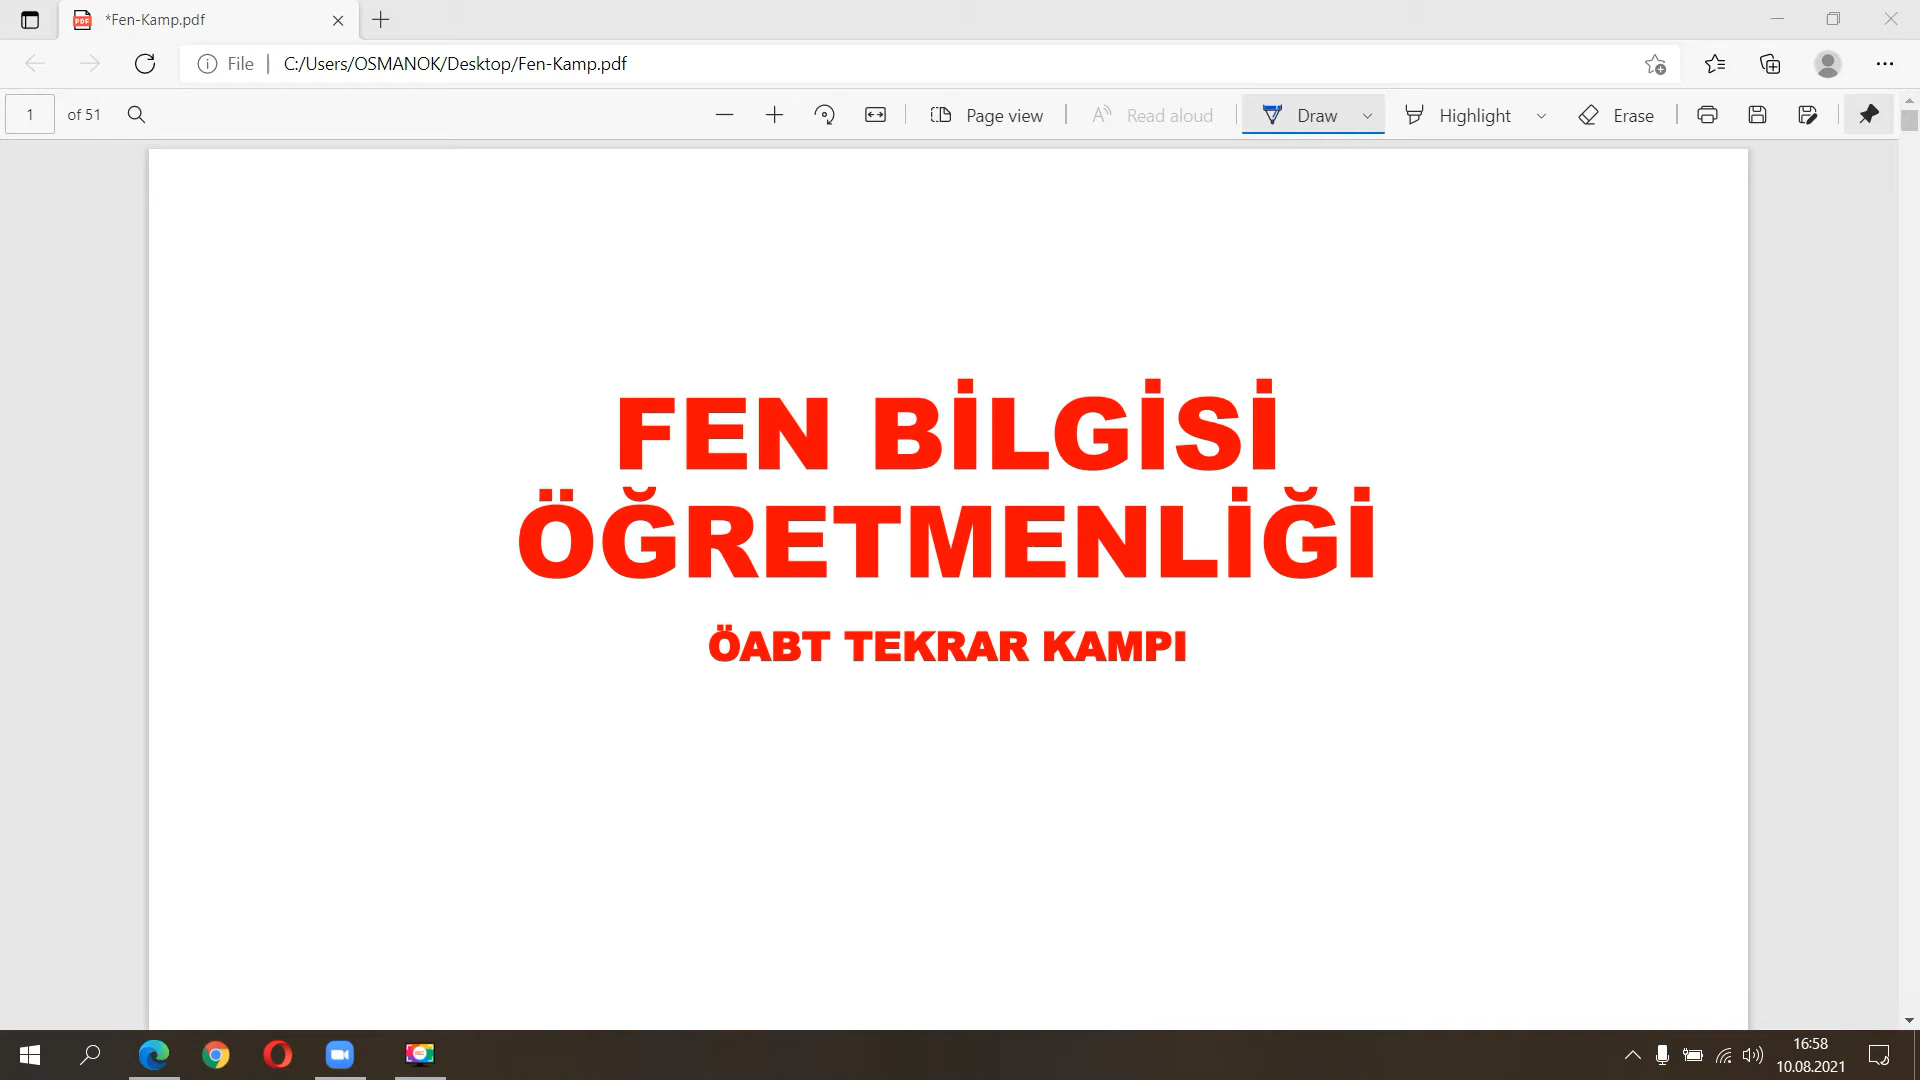 *Fen-Kamp.pdf
File | C:/Users/OSMANOK/Desktop/Fen-Kamp.pdf
1 of 51 Page view Read aloud Draw Highlight Erase
FEN BİLGİSİ
ÖĞRETMENLİĞİ
ÖABT TEKRAR KAMPI
16:58
10.08.2021